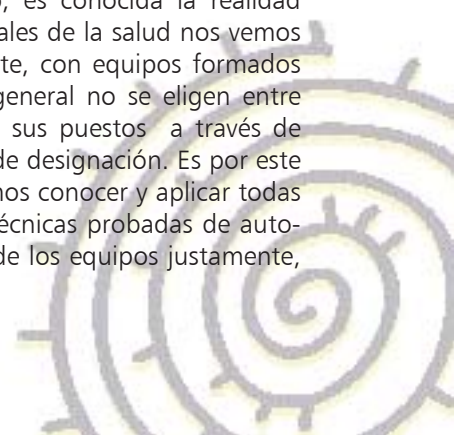 o, es conocida la realidad
ales de la salud nos vemos
te, con equipos formados
general no se eligen entre
sus puestos a través de
de designación. Es por este
nos conocer y aplicar todas
écnicas probadas de auto-
de los equipos justamente,